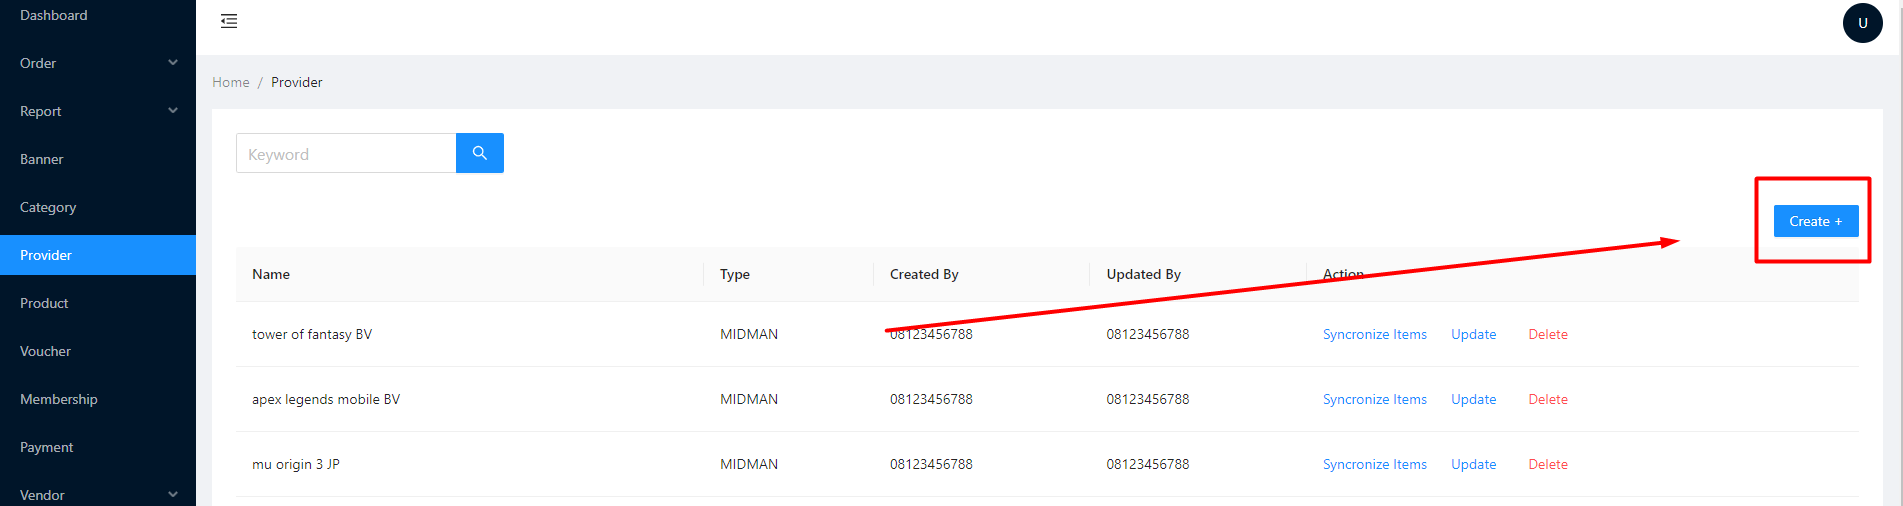 Dashboard
Order
Report
Banner
Category
Provider
Product
Voucher
Membership
Payment
Vendor
U
Home / Provider
Keyword
Create +
Name Type Created By Updated By Action
tower of fantasy BV MIDMAN 08123456788 08123456788 Syncronize Items Update Delete
apex legends mobile BV MIDMAN 08123456788 08123456788 Syncronize Items Update Delete
mu origin 3 JP MIDMAN 08123456788 08123456788 Syncronize Items Update Delete